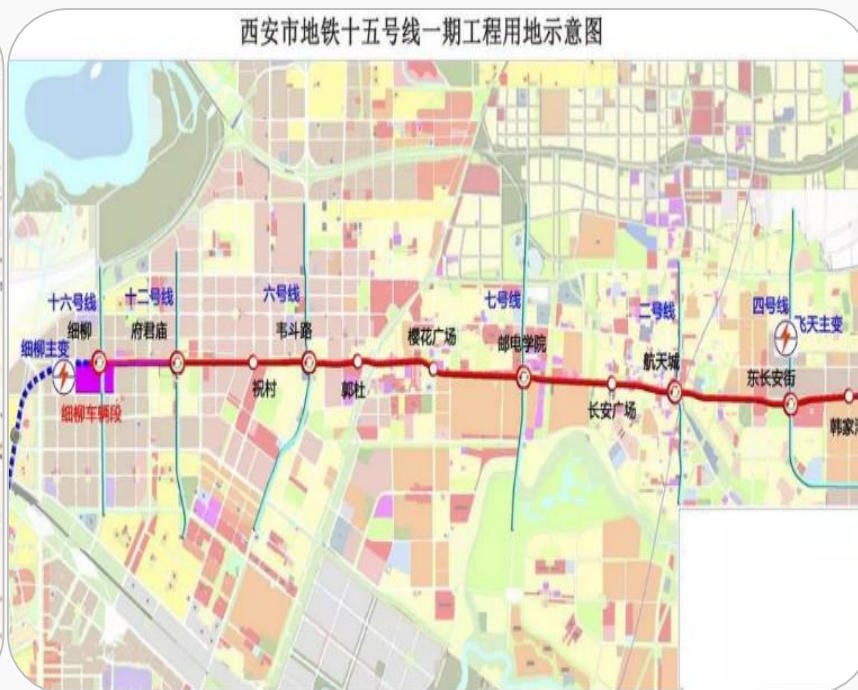 西安市地铁十五号线一期工程用地示意图
十六号线
十二号线
六号线
七号线
二号线
四号线
飞天主变
细柳主变
细柳
府君庙
韦斗路
樱花广场
邮电学院
航天城
东长安街
祝村
郭杜
长安广场
韩家
细柳车辆段